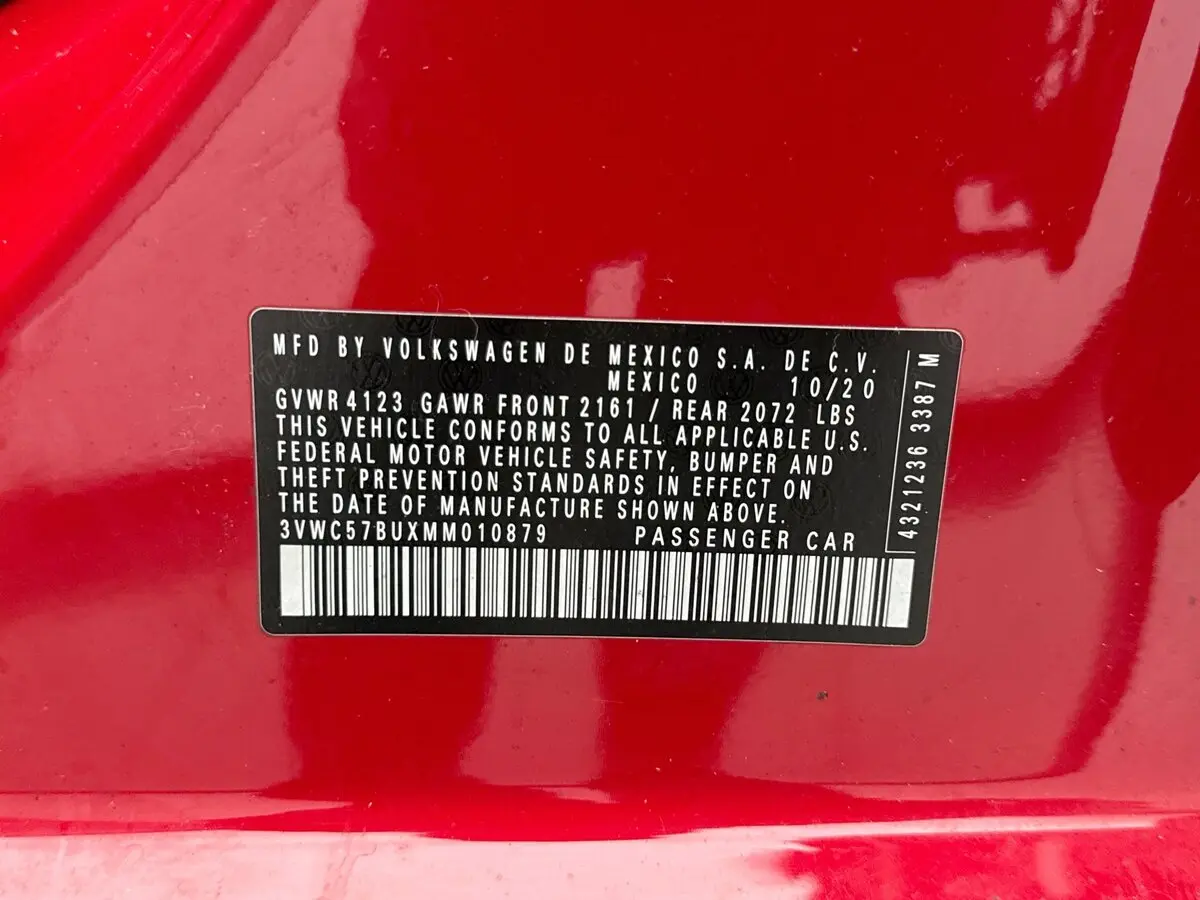 MFD BY VOLKSWAGEN DE MEXICO S.A. DE C.V.
MEXICO 10/20
GVWR 4123 GAWR FRONT 2161 / REAR 2072 LBS
THIS VEHICLE CONFORMS TO ALL APPLICABLE U.S.
FEDERAL MOTOR VEHICLE SAFETY, BUMPER AND
THEFT PREVENTION STANDARDS IN EFFECT ON
THE DATE OF MANUFACTURE SHOWN ABOVE.
3VWC57BUXMM010879 PASSENGER CAR
4321236 3387 M